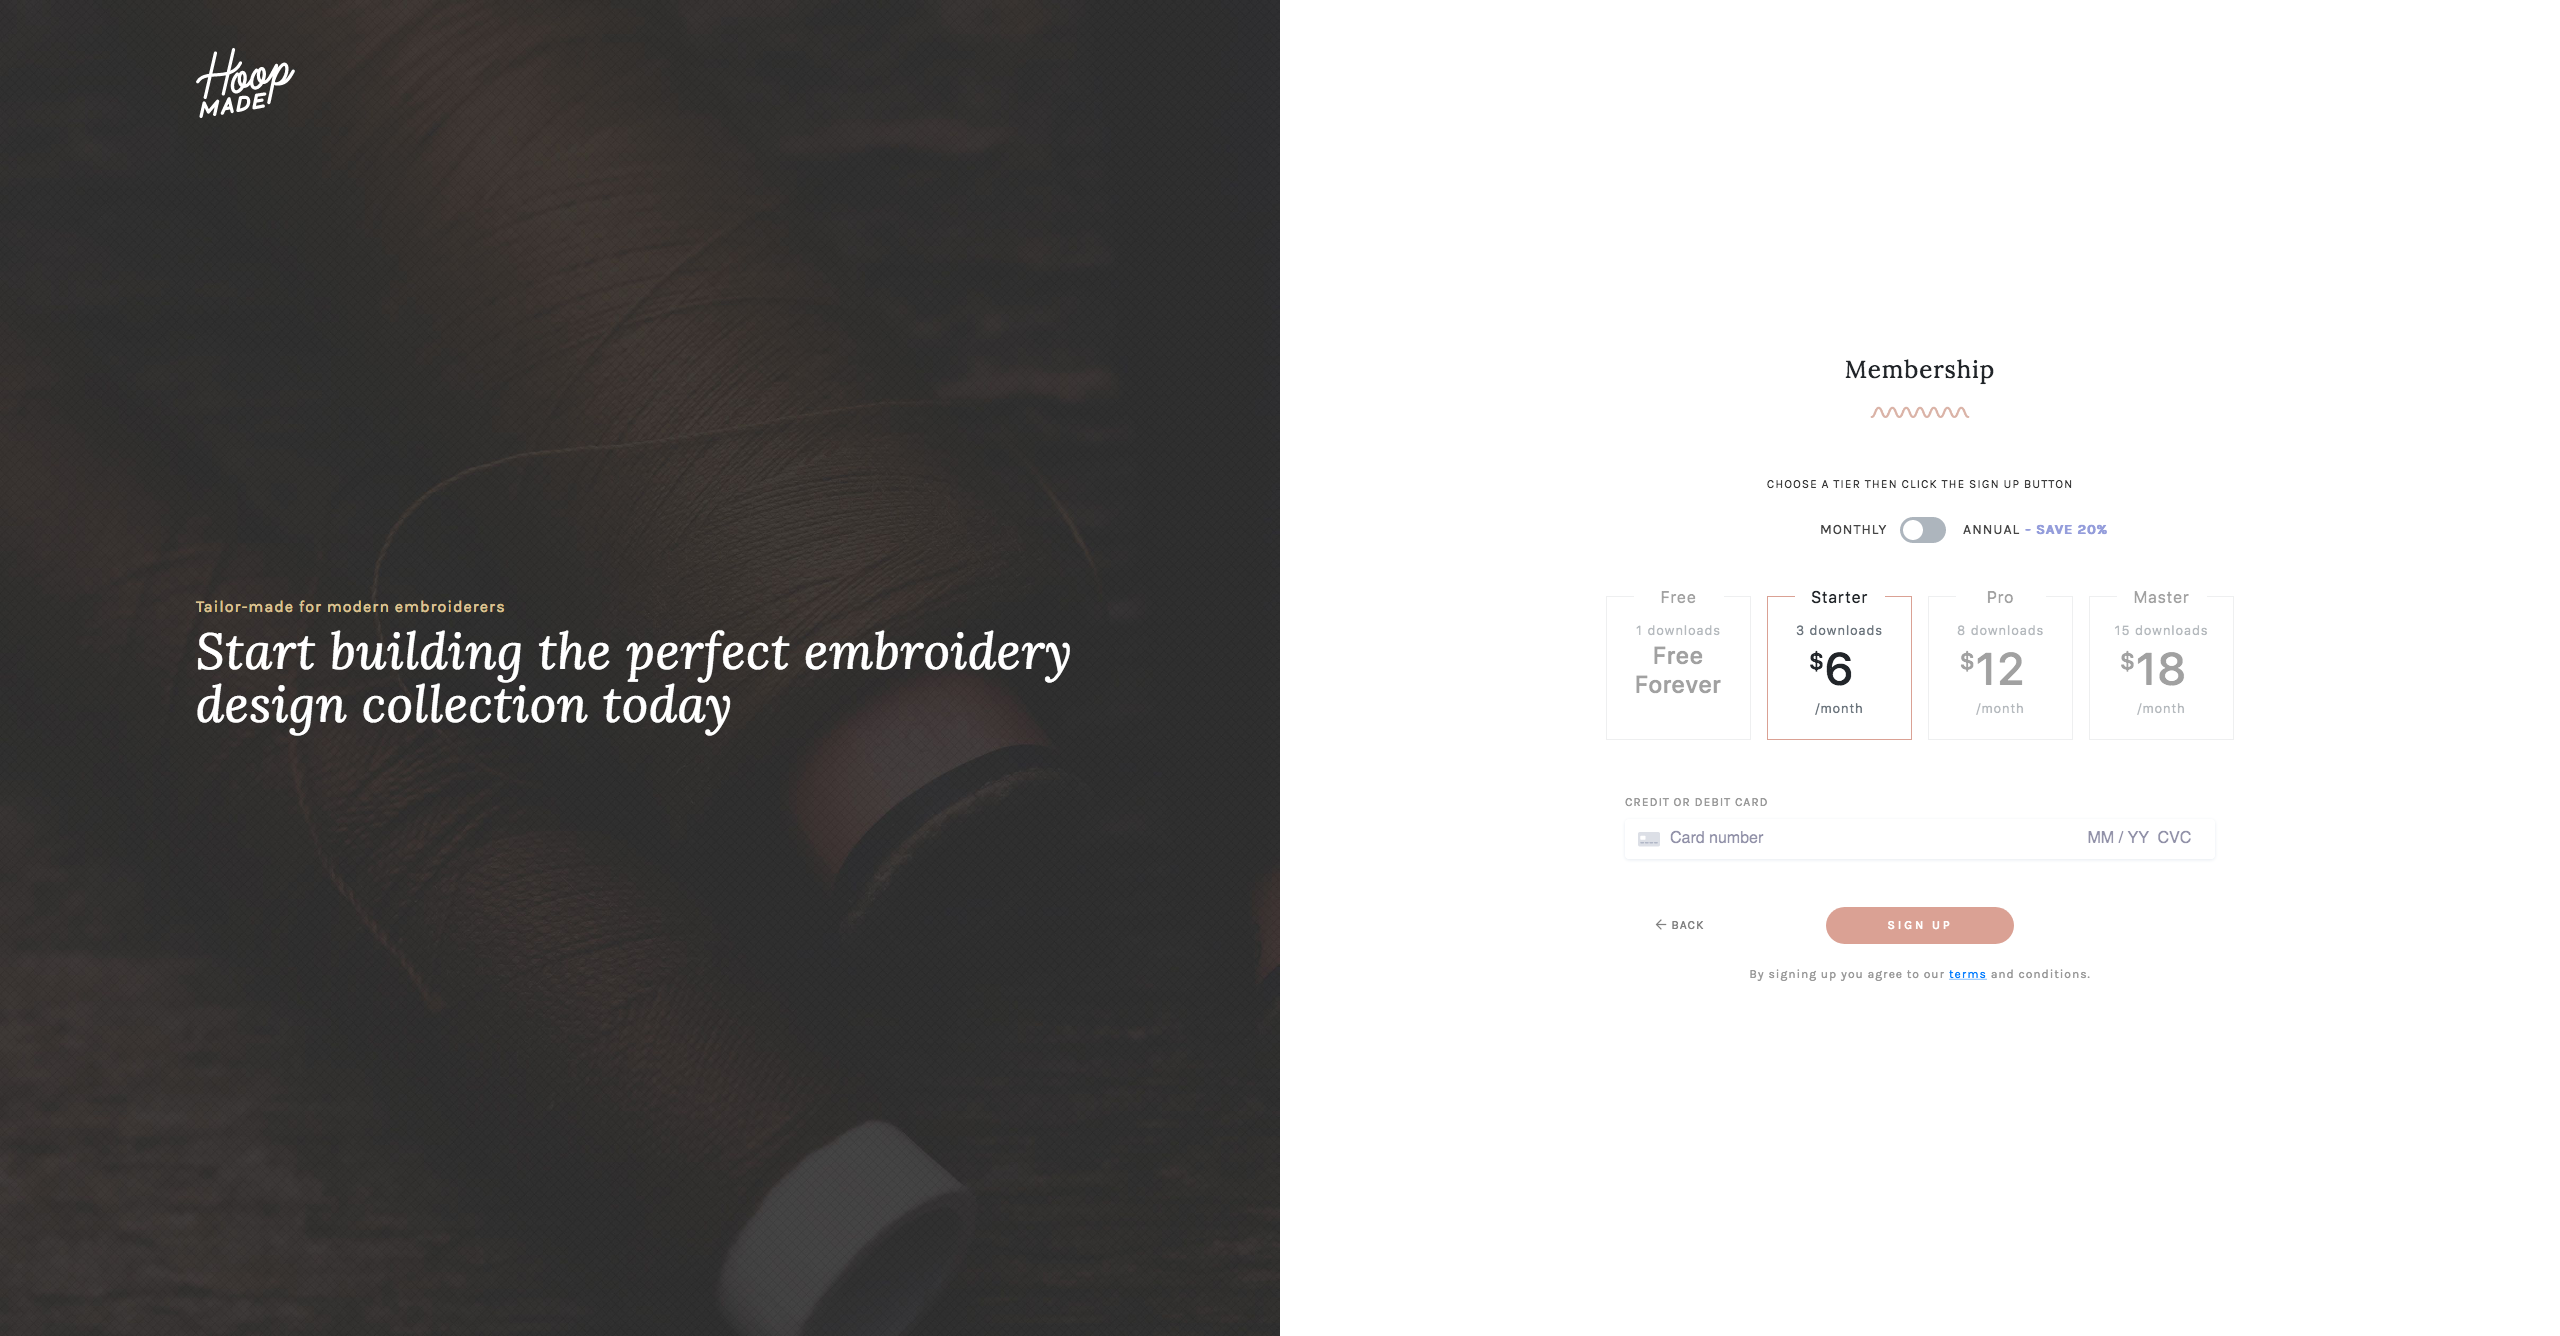 Hoop
MADE
Tailor-made for modern embroiderers
Start building the perfect embroidery
design collection today
Membership
CHOOSE A TIER THEN CLICK THE SIGN UP BUTTON
MONTHLY ANNUAL - SAVE 20%
Free
1 downloads
Free
Forever
Starter
3 downloads
$6
/month
Pro
8 downloads
$12
/month
Master
15 downloads
$18
/month
CREDIT OR DEBIT CARD
Card number MM / YY CVC
← BACK
SIGN UP
By signing up you agree to our terms and conditions.